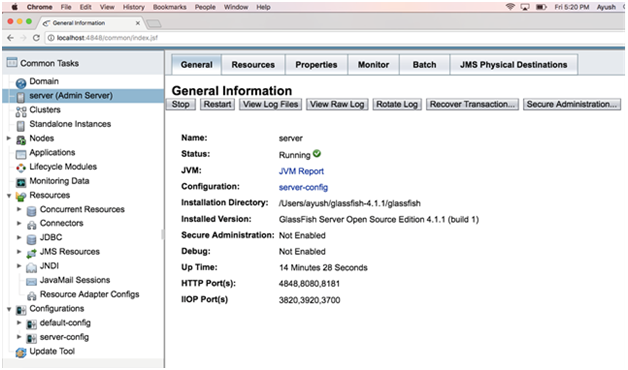 Chrome File Edit View History Bookmarks People Window Help Fri 5:20 PM Ayush
General Information
localhost:4848/common/index.jsf
Common Tasks
Domain
server (Admin Server)
Clusters
Standalone Instances
Nodes
Applications
Lifecycle Modules
Monitoring Data
Resources
Concurrent Resources
Connectors
JDBC
JMS Resources
JNDI
JavaMail Sessions
Resource Adapter Configs
Configurations
default-config
server-config
Update Tool
General Resources Properties Monitor Batch JMS Physical Destinations
General Information
Stop Restart View Log Files View Raw Log Rotate Log Recover Transaction... Secure Administration...
Name: server
Status: Running
JVM: JVM Report
Configuration: server-config
Installation Directory: /Users/ayush/glassfish-4.1.1/glassfish
Installed Version: GlassFish Server Open Source Edition 4.1.1 (build 1)
Secure Administration: Not Enabled
Debug: Not Enabled
Up Time: 14 Minutes 28 Seconds
HTTP Port(s): 4848,8080,8181
IIOP Port(s) 3820,3920,3700